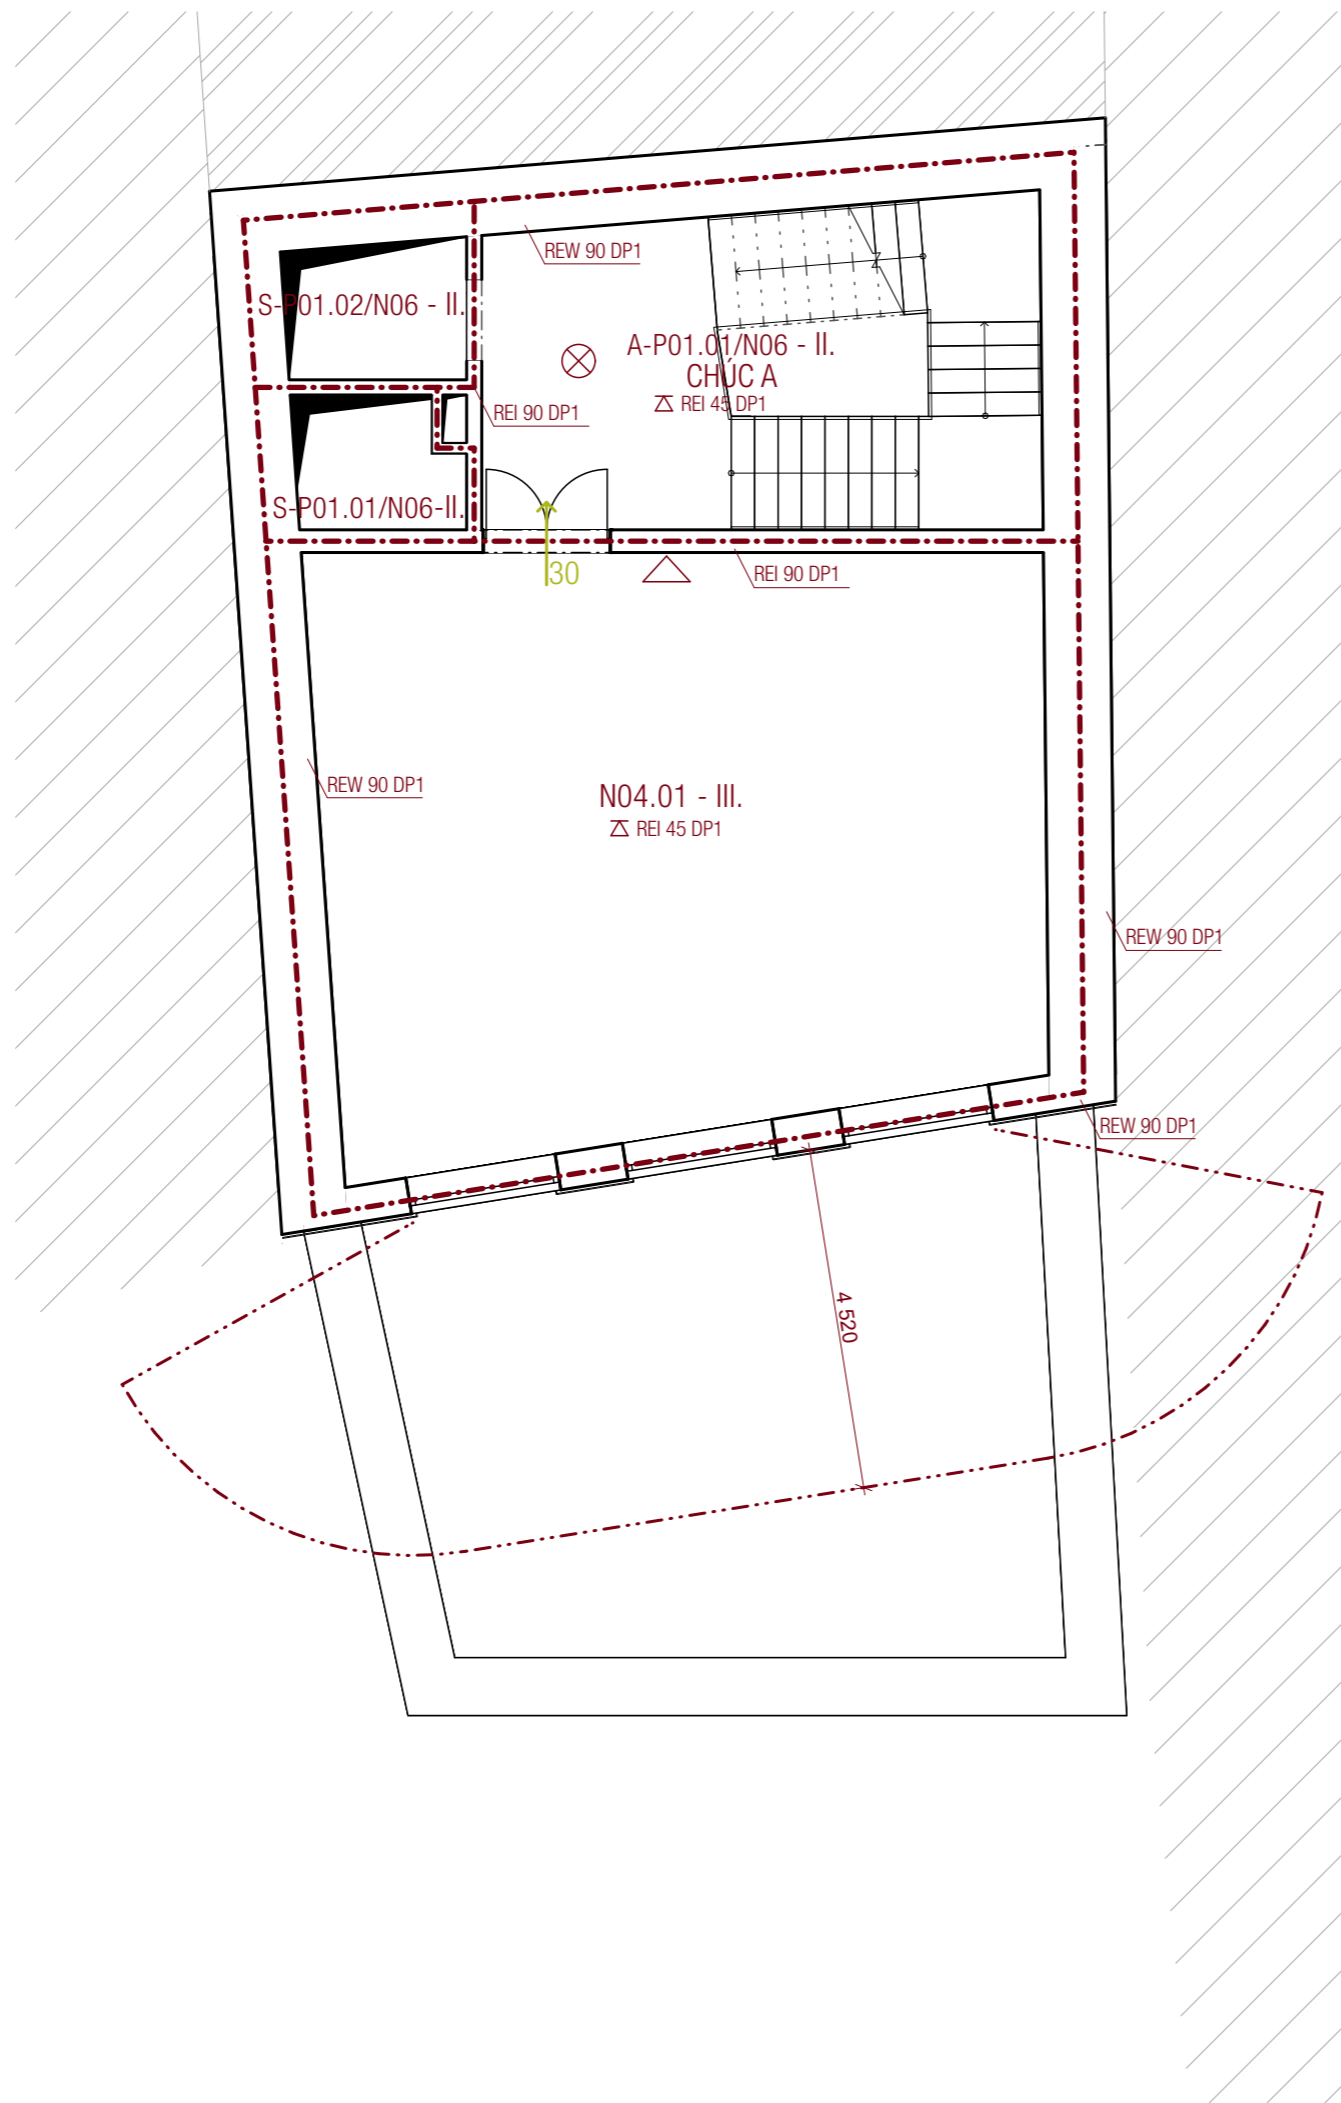 REW 90 DP1
S-P01.02/N06 - II.
A-P01.01/N06 - II.
CHÚC A
REI 45 DP1
REI 90 DP1
S-P01.01/N06-II.
30
REI 90 DP1
REW 90 DP1
N04.01 - III.
REI 45 DP1
REW 90 DP1
REW 90 DP1
4 520